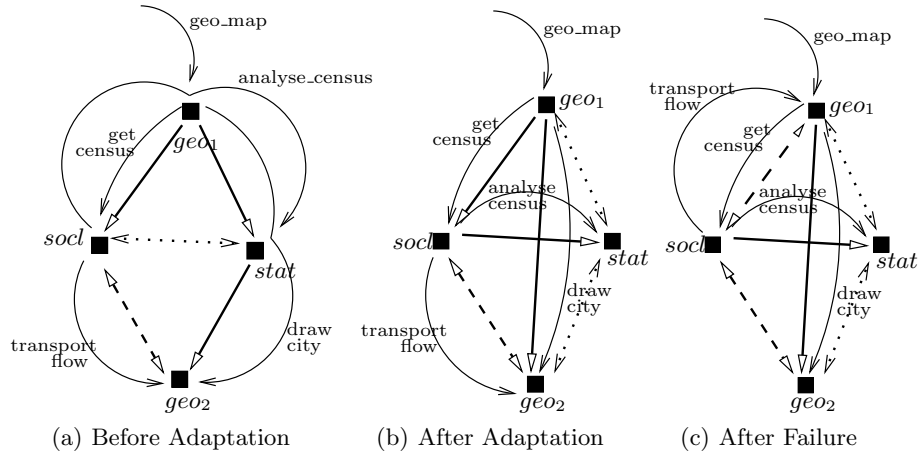 geo_map
analyse_census
get
census
geo1
socl
stat
transport
flow
draw
city
geo2
(a) Before Adaptation
geo_map
geo1
get
census
analyse
census
socl
stat
draw
city
transport
flow
geo2
(b) After Adaptation
geo_map
transport
flow
geo1
get
census
analyse
census
socl
stat
draw
city
geo2
(c) After Failure